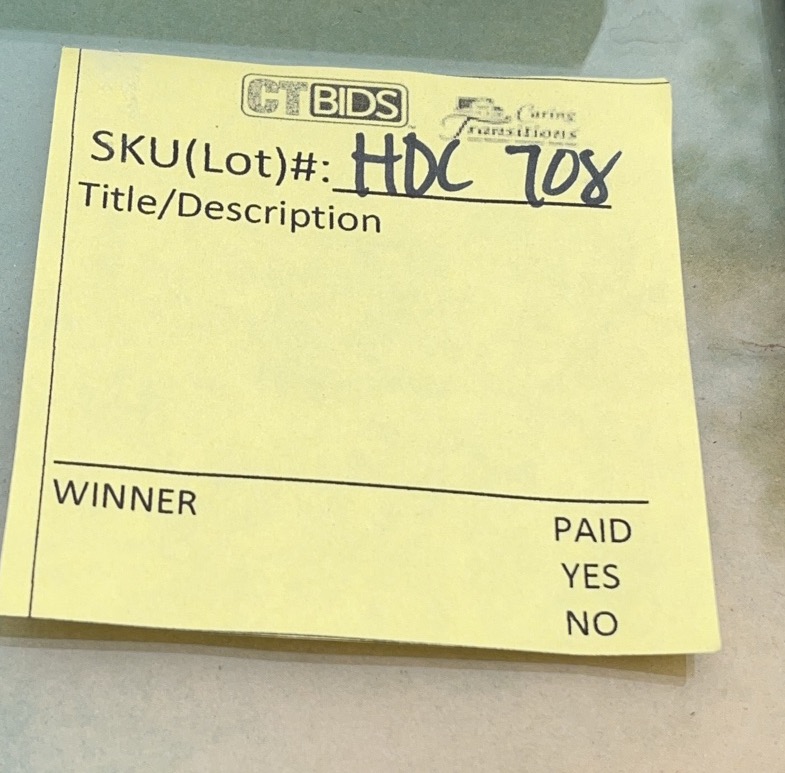 CTBIDS
Caring
Transitions
SKU(Lot)#: HDC 708
Title/Description
WINNER
PAID
YES
NO